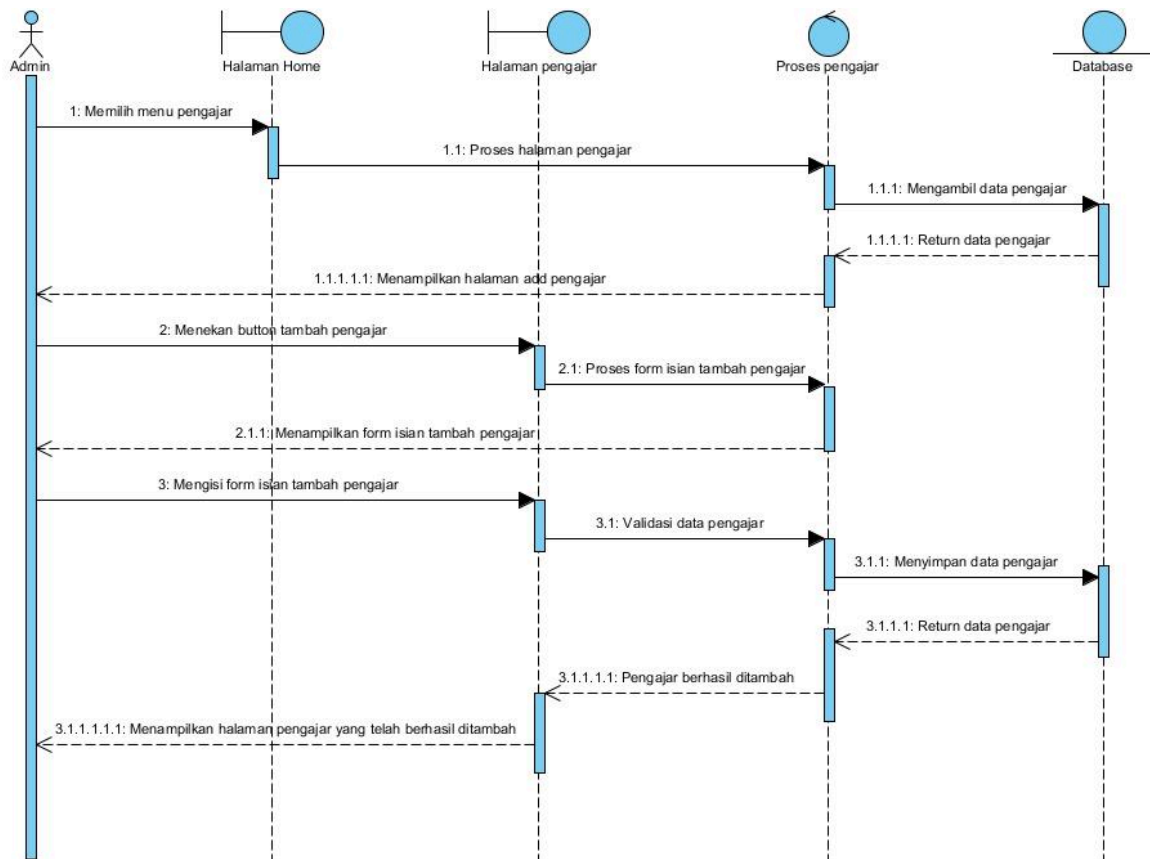 Admin
Halaman Home
Halaman pengajar
Proses pengajar
Database
1: Memilih menu pengajar
1.1: Proses halaman pengajar
1.1.1: Mengambil data pengajar
1.1.1.1: Return data pengajar
1.1.1.1.1: Menampilkan halaman add pengajar
2: Menekan button tambah pengajar
2.1: Proses form isian tambah pengajar
2.1.1: Menampilkan form isian tambah pengajar
3: Mengisi form isian tambah pengajar
3.1: Validasi data pengajar
3.1.1: Menyimpan data pengajar
3.1.1.1: Return data pengajar
3.1.1.1.1: Pengajar berhasil ditambah
3.1.1.1.1.1: Menampilkan halaman pengajar yang telah berhasil ditambah